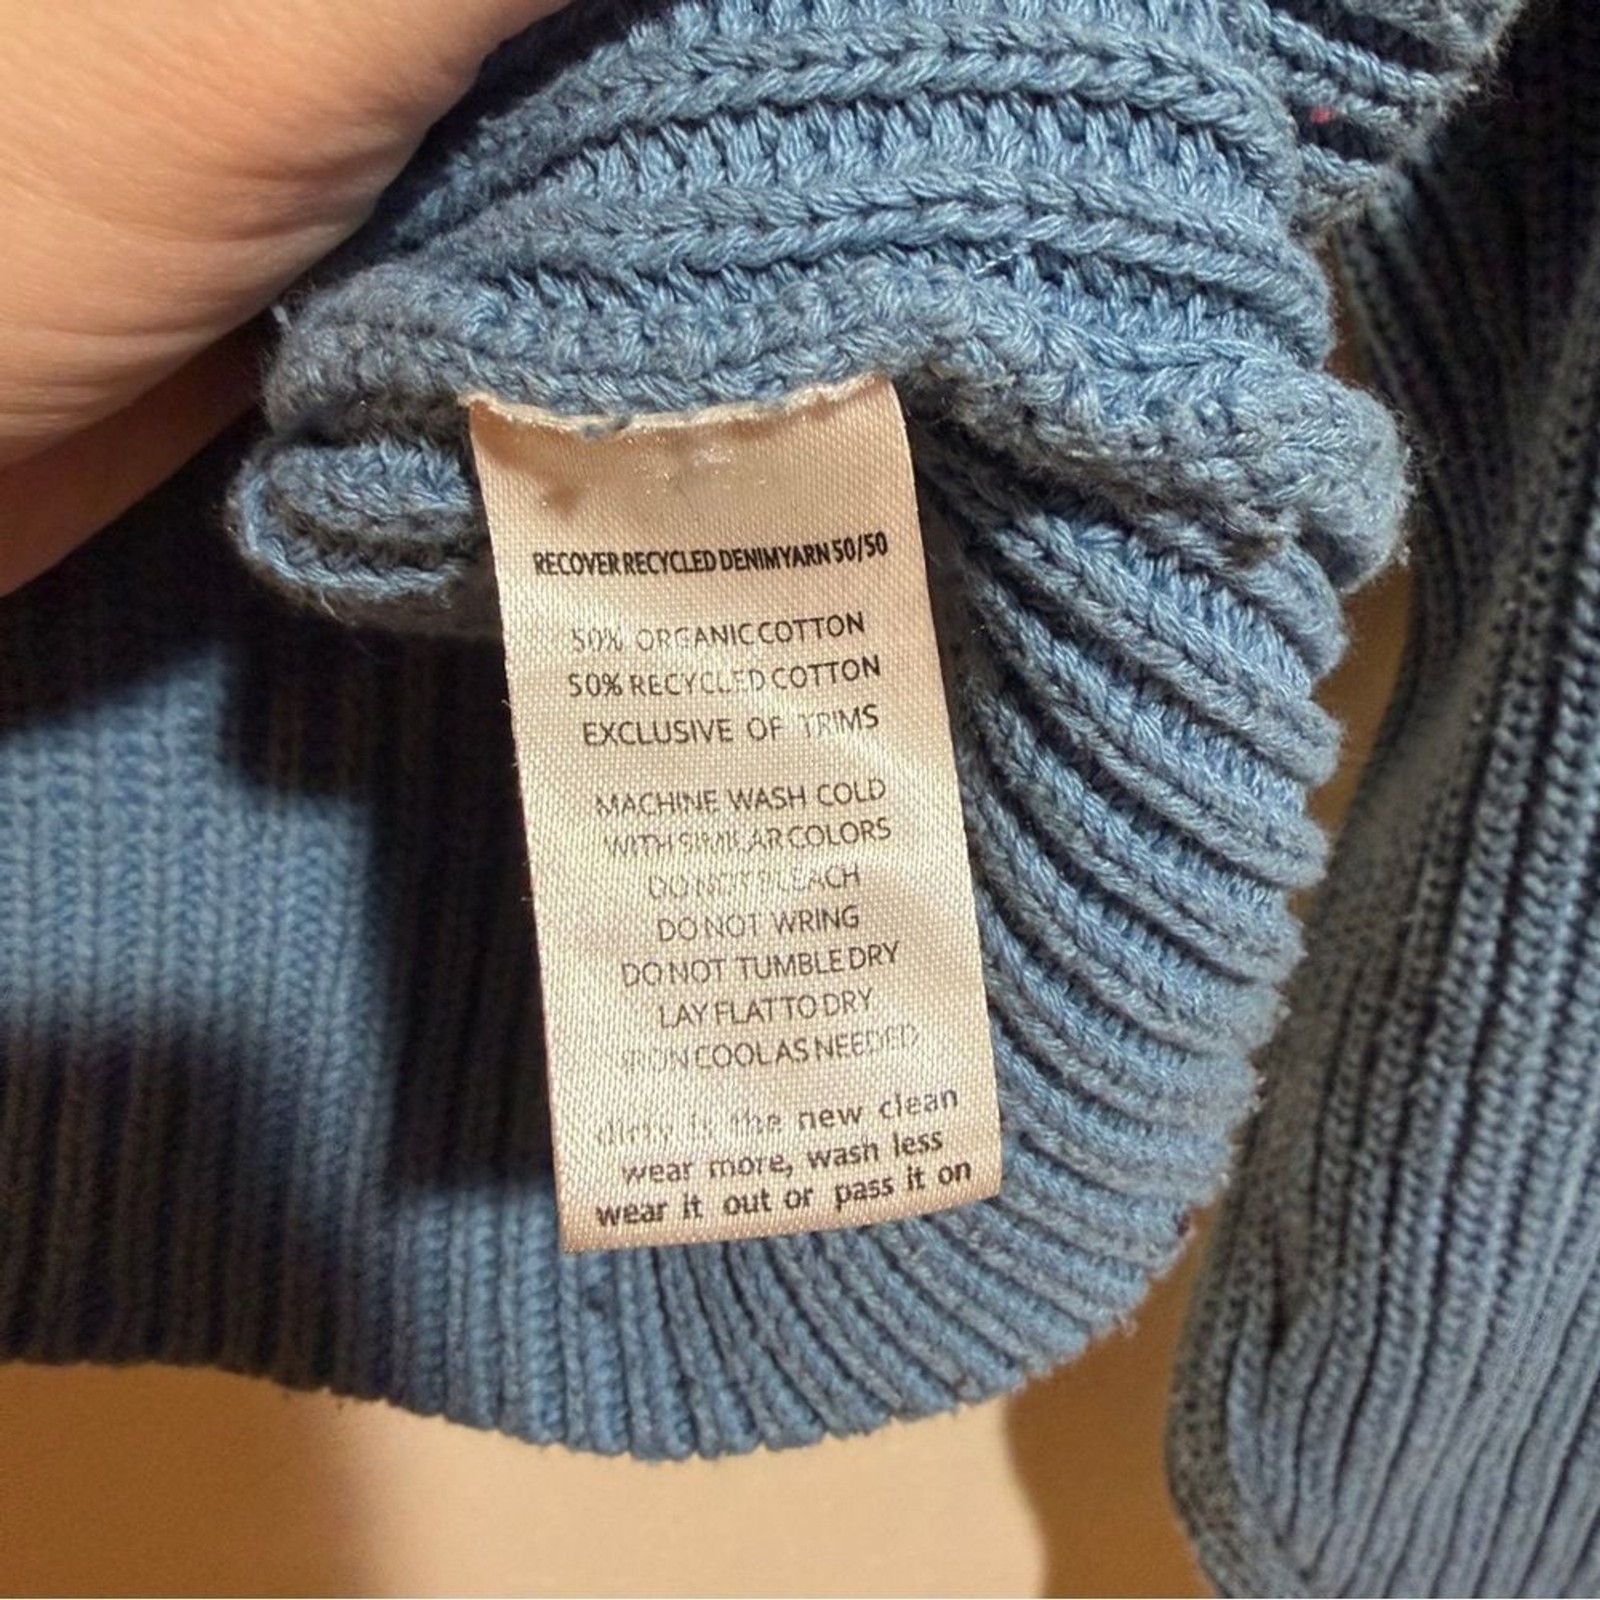 RECOVER RECYCLED DENIMYARN 50/50
50% ORGANIC COTTON
50% RECYCLED COTTON
EXCLUSIVE OF TRIMS
MACHINE WASH COLD
WITH SIMILAR COLORS
DO NOT BLEACH
DO NOT WRING
DO NOT TUMBLE DRY
LAY FLAT TO DRY
IRON COOL AS NEEDED
dirty is the new clean
wear more, wash less
wear it out or pass it on